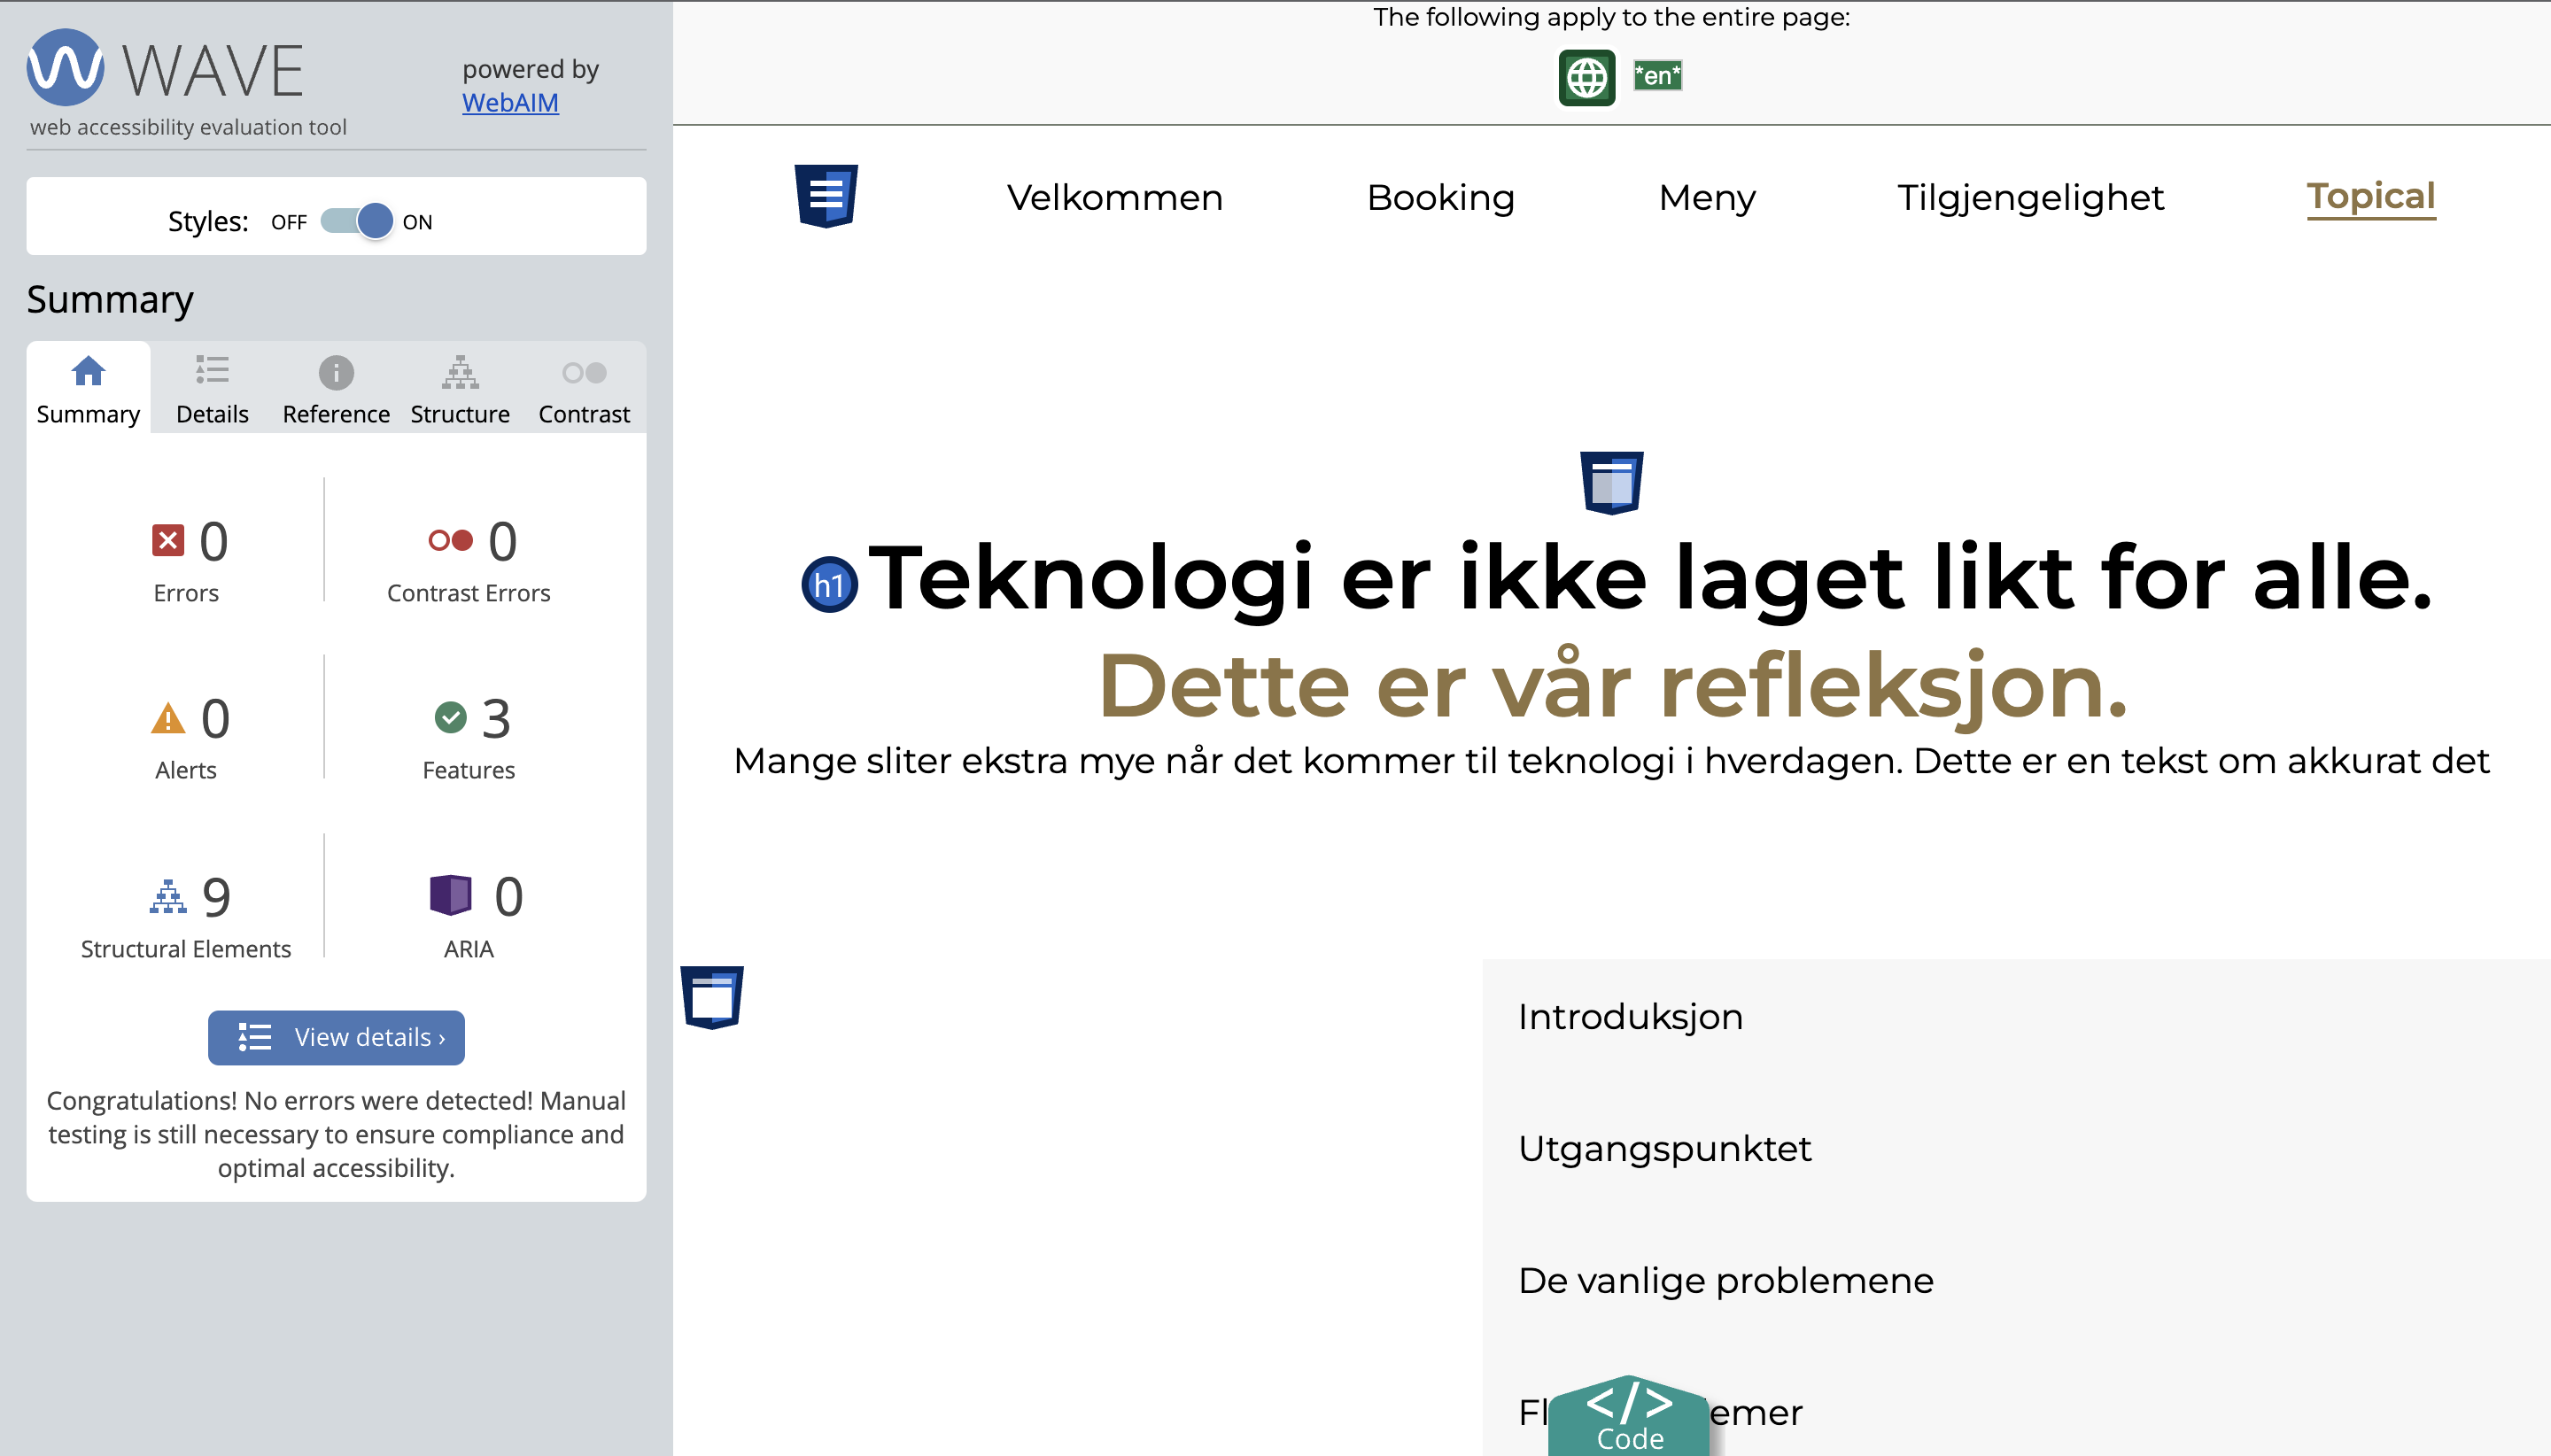 WAVE
powered by
WebAIM
web accessibility evaluation tool
Styles: OFF ON
Summary
Summary Details Reference Structure Contrast
0 Errors
0 Contrast Errors
0 Alerts
3 Features
9 Structural Elements
0 ARIA
View details ›
Congratulations! No errors were detected! Manual
testing is still necessary to ensure compliance and
optimal accessibility.
The following apply to the entire page:
*en*
Velkommen Booking Meny Tilgjengelighet Topical
h1
Teknologi er ikke laget likt for alle.
Dette er vår refleksjon.
Mange sliter ekstra mye når det kommer til teknologi i hverdagen. Dette er en tekst om akkurat det
Introduksjon
Utgangspunktet
De vanlige problemene
</>
Code